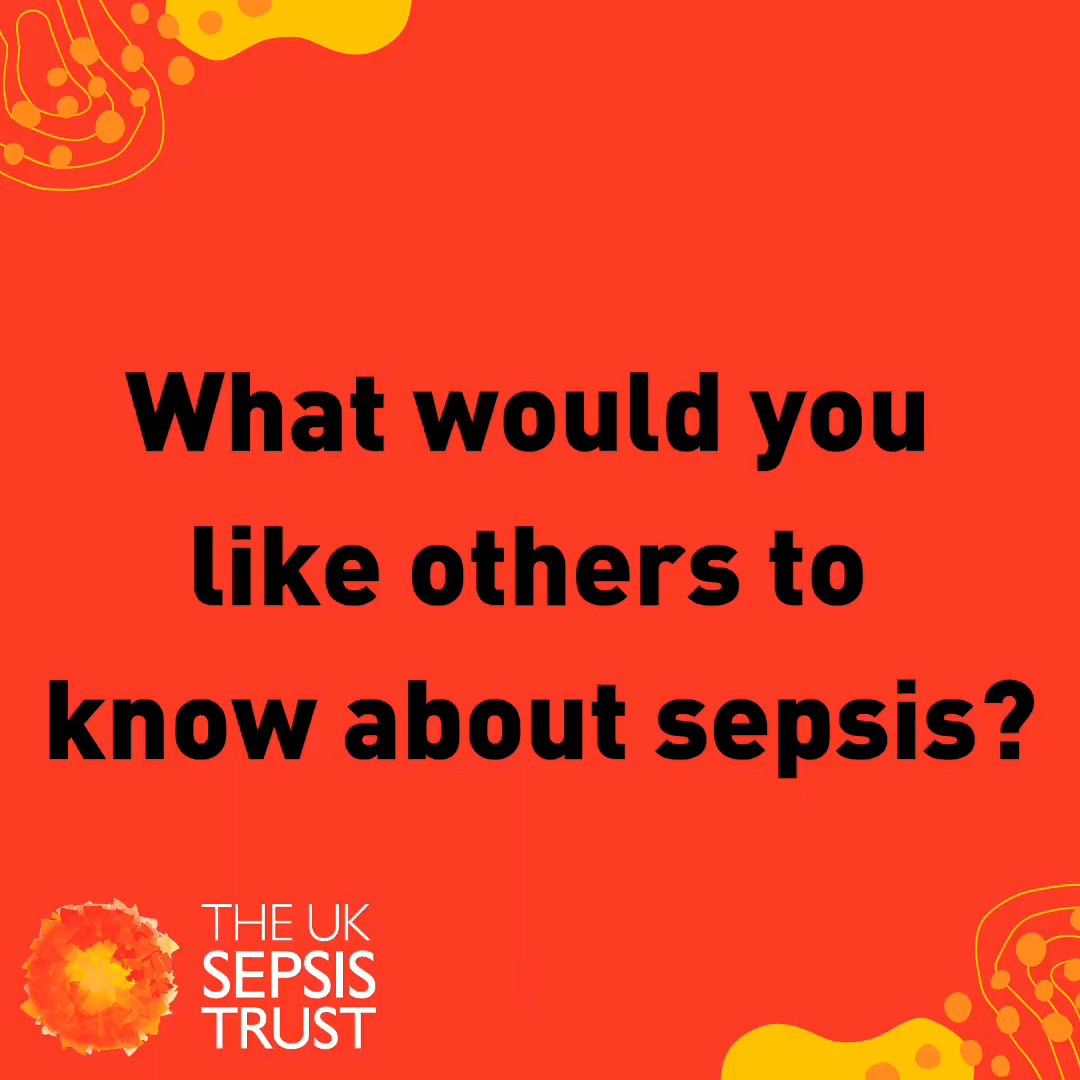 What would you
like others to
know about sepsis?
THE UK
SEPSIS
TRUST